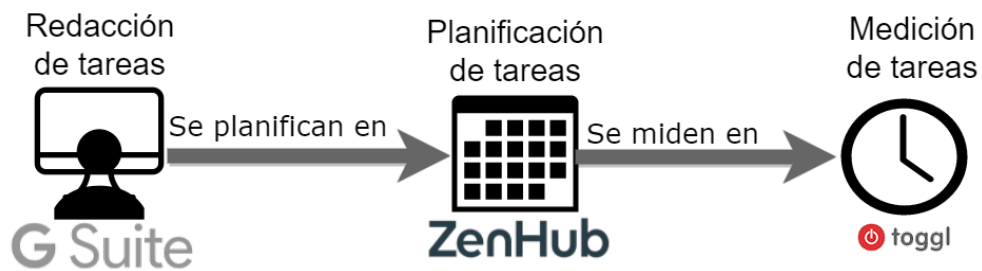 Redacción
de tareas
Se planifican en
G Suite
Planificación
de tareas
Se miden en
ZenHub
Medición
de tareas
toggl